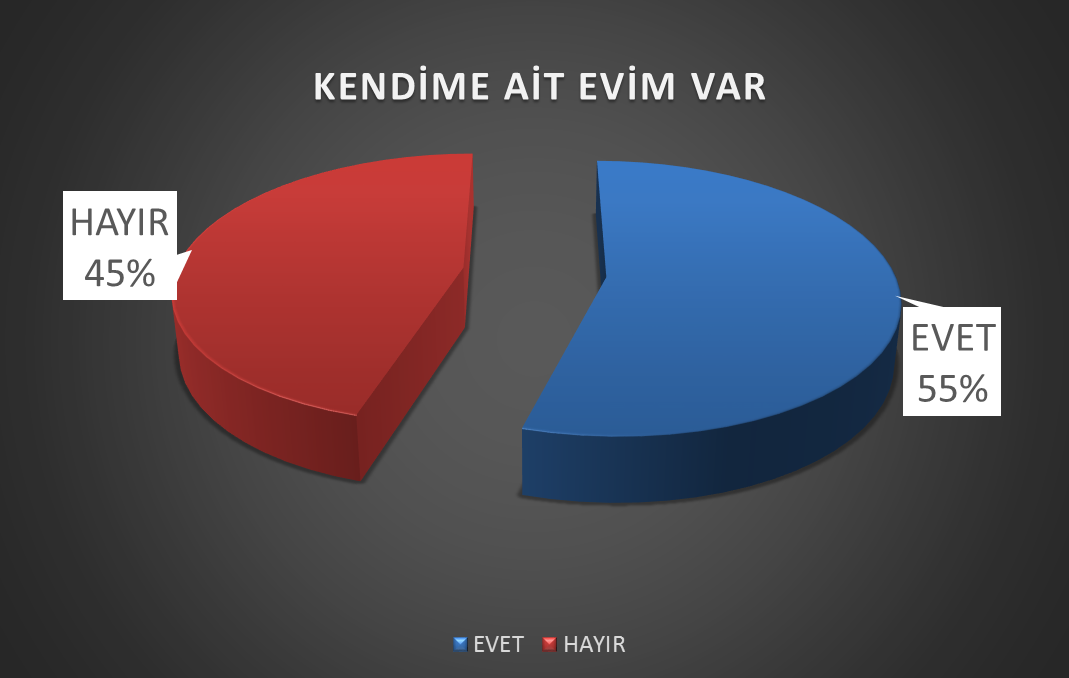 KENDİME AİT EVİM VAR
HAYIR
45%
EVET
55%
EVET HAYIR